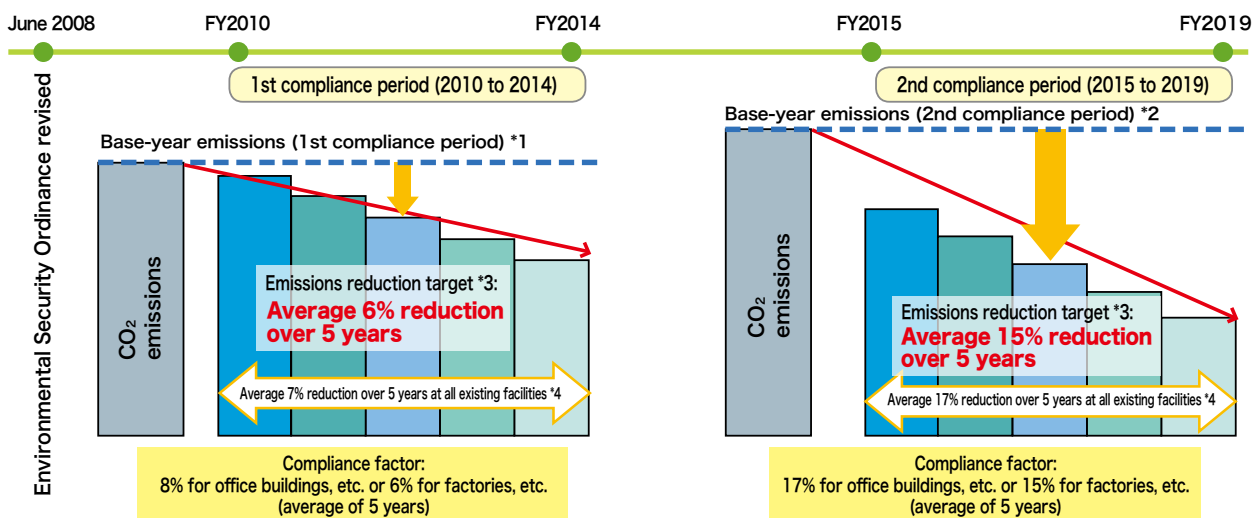 June 2008
FY2010
FY2014
FY2015
FY2019
Environmental Security Ordinance revised
1st compliance period (2010 to 2014)
Base-year emissions (1st compliance period) *1
CO₂
emissions
Emissions reduction target *3:
Average 6% reduction
over 5 years
Average 7% reduction over 5 years at all existing facilities *4
Compliance factor:
8% for office buildings, etc. or 6% for factories, etc.
(average of 5 years)
2nd compliance period (2015 to 2019)
Base-year emissions (2nd compliance period) *2
CO₂
emissions
Emissions reduction target *3:
Average 15% reduction
over 5 years
Average 17% reduction over 5 years at all existing facilities *4
Compliance factor:
17% for office buildings, etc. or 15% for factories, etc.
(average of 5 years)